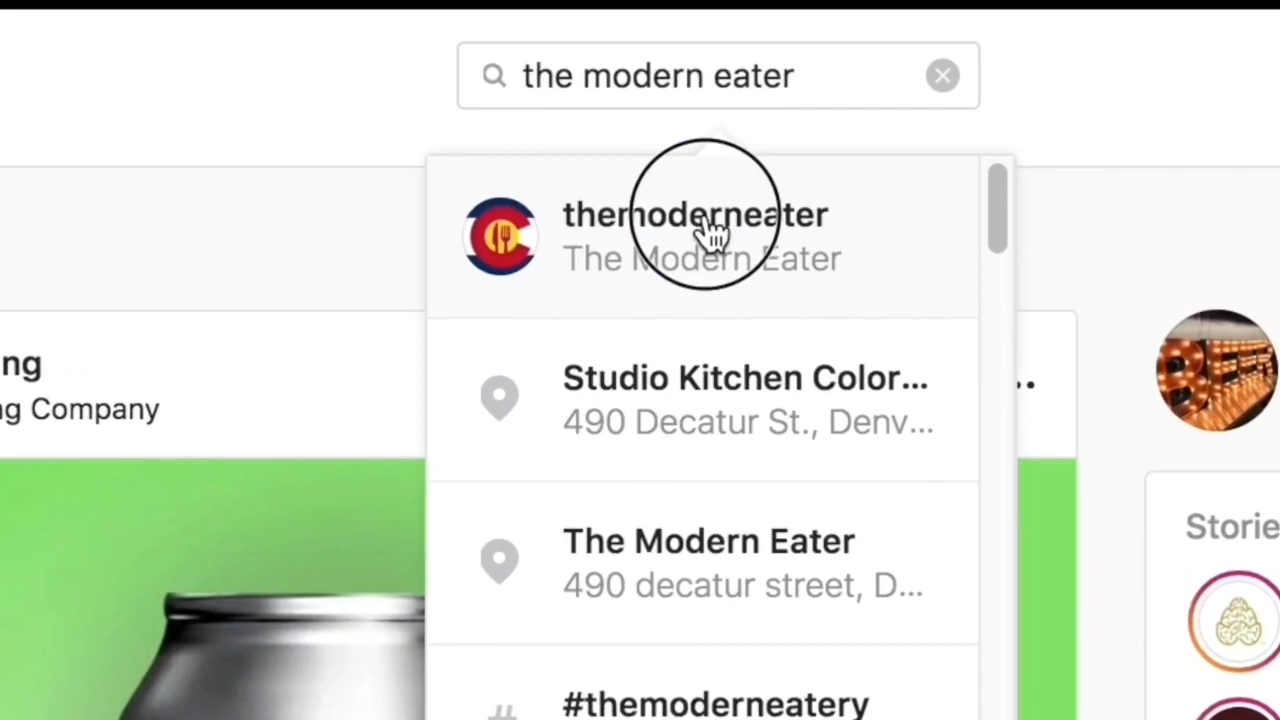 the modern eater
themoderneater
The Modern Eater
ng
ng Company
Studio Kitchen Color...
490 Decatur St., Denv...
..
BEER
The Modern Eater
490 decatur street, D...
Storie
#themoderneatery